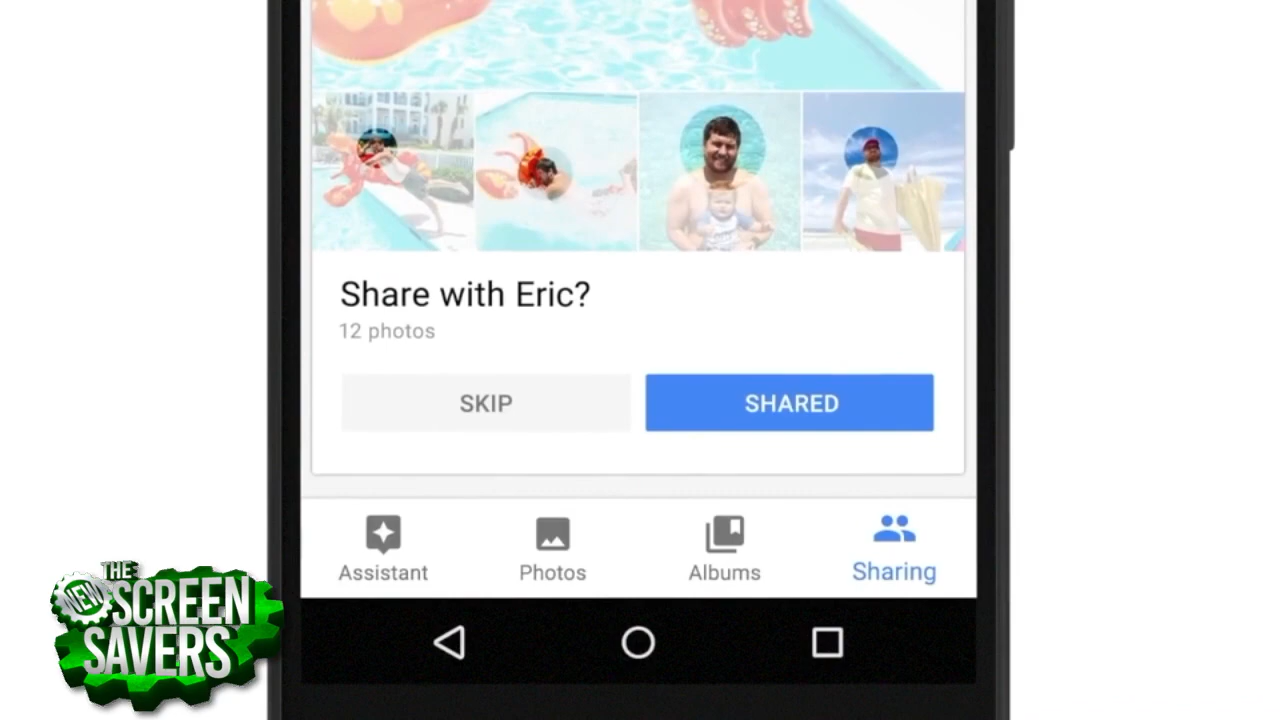 Share with Eric?
12 photos
SKIP
SHARED
Assistant
Photos
Albums
Sharing
THE
NEW
SCREEN
SAVERS